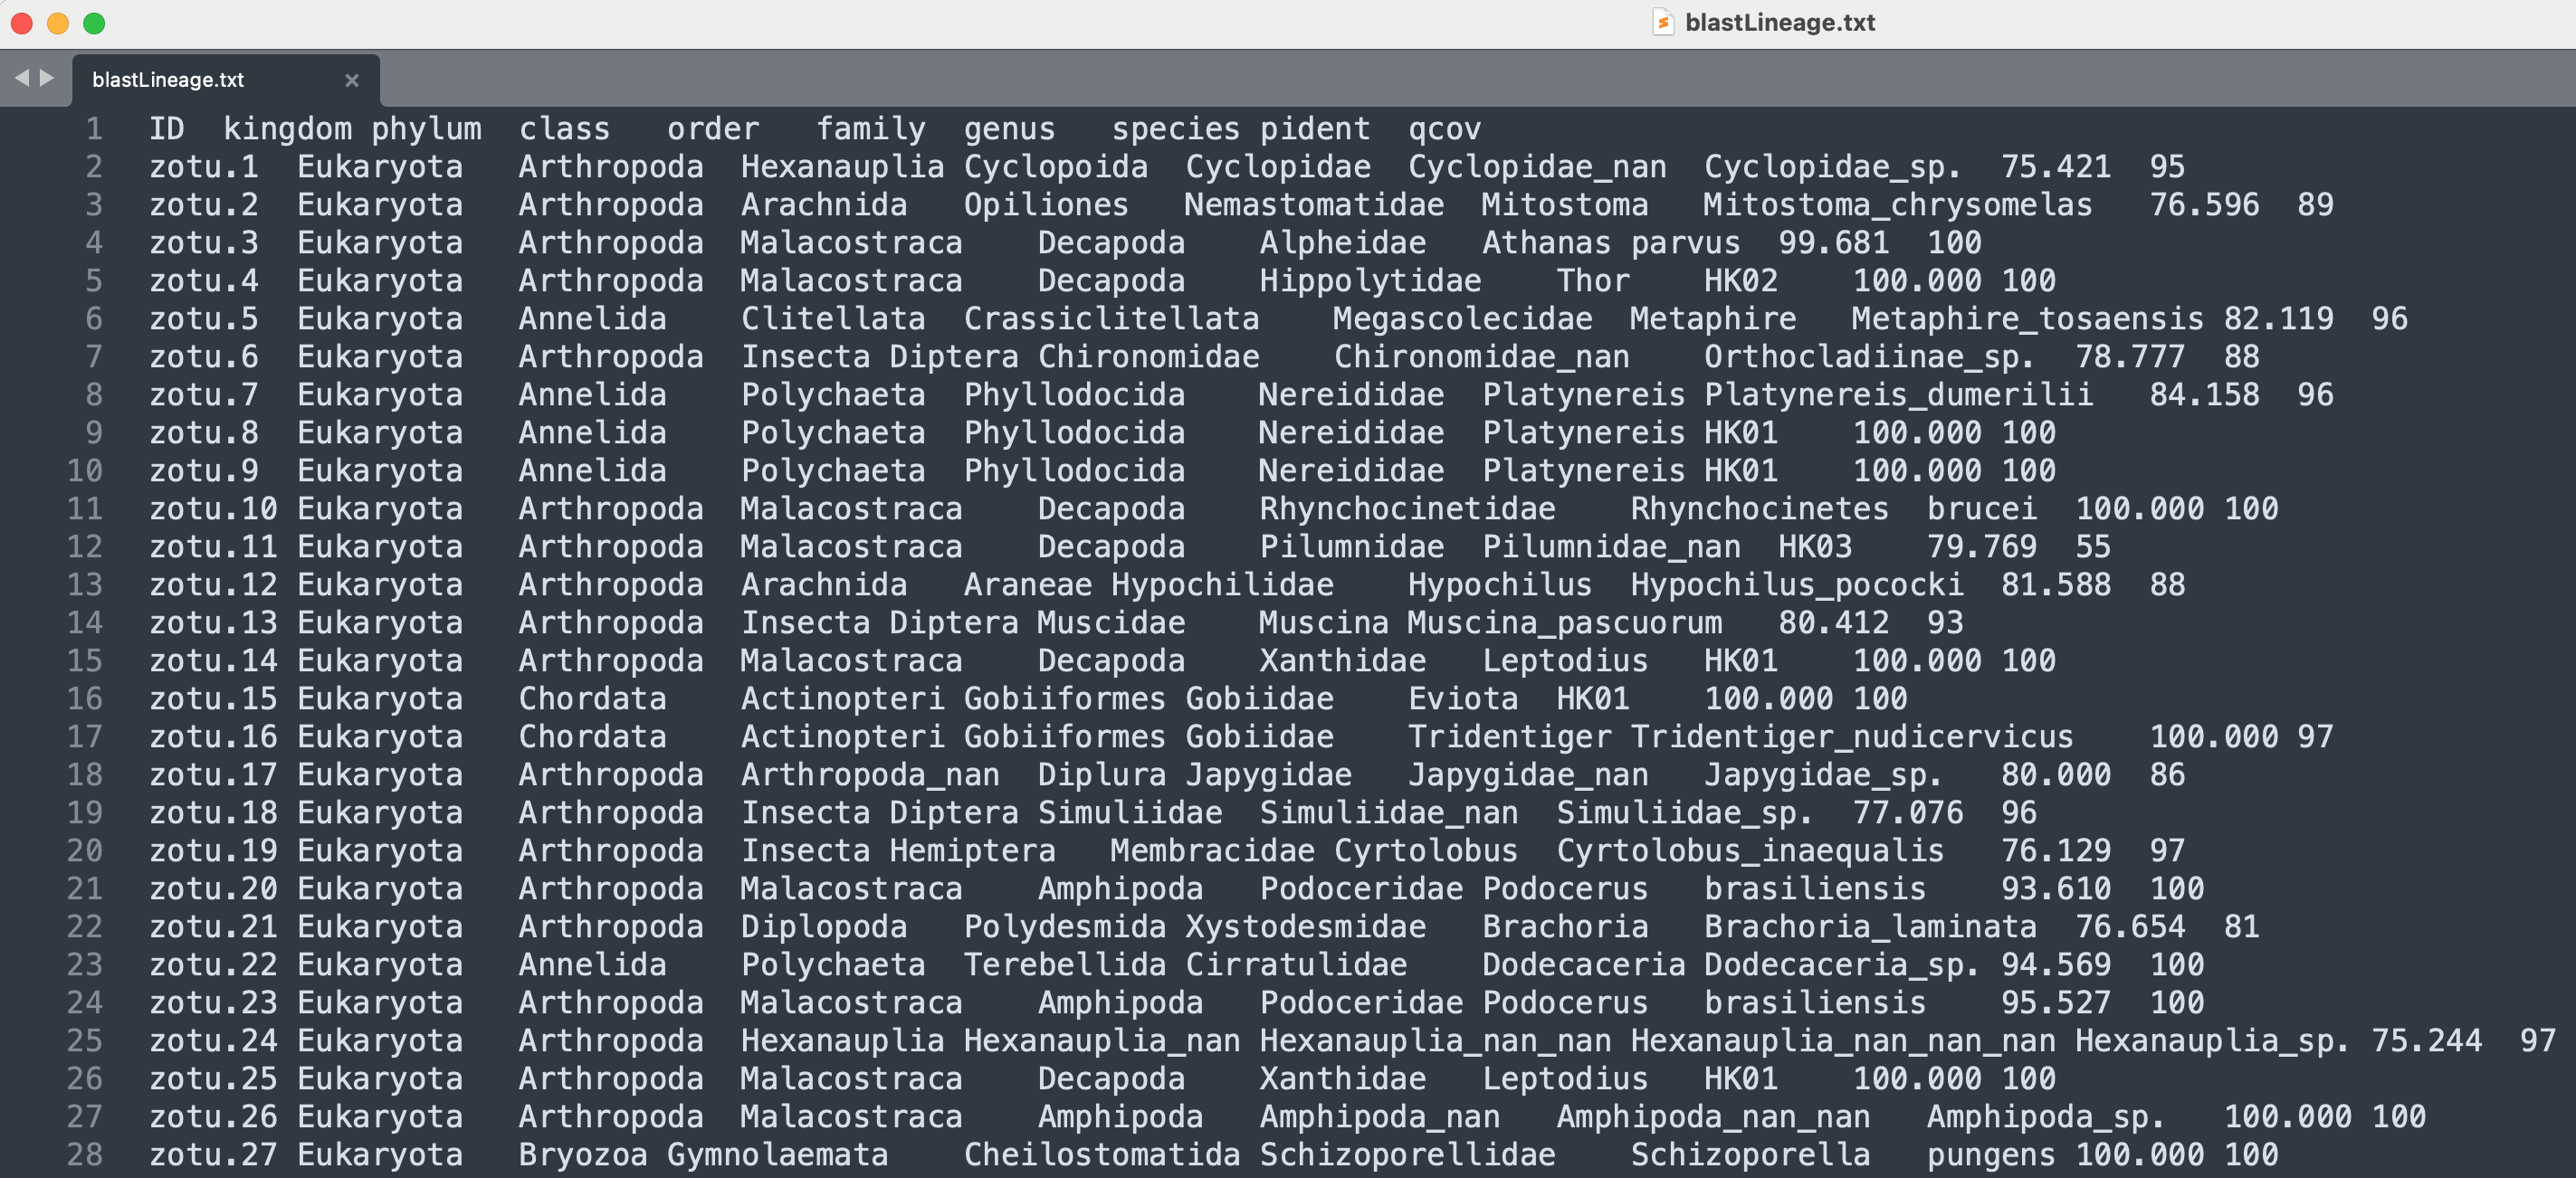 blastLineage.txt
blastLineage.txt ×
1 ID kingdom phylum class order family genus species pident qcov
2 zotu.1 Eukaryota Arthropoda Hexanauplia Cyclopoida Cyclopidae Cyclopidae_nan Cyclopidae_sp. 75.421 95
3 zotu.2 Eukaryota Arthropoda Arachnida Opiliones Nemastomatidae Mitostoma Mitostoma_chrysomelas 76.596 89
4 zotu.3 Eukaryota Arthropoda Malacostraca Decapoda Alpheidae Athanas parvus 99.681 100
5 zotu.4 Eukaryota Arthropoda Malacostraca Decapoda Hippolytidae Thor HK02 100.000 100
6 zotu.5 Eukaryota Annelida Clitellata Crassiclitellata Megascolecidae Metaphire Metaphire_tosaensis 82.119 96
7 zotu.6 Eukaryota Arthropoda Insecta Diptera Chironomidae Chironomidae_nan Orthocladiinae_sp. 78.777 88
8 zotu.7 Eukaryota Annelida Polychaeta Phyllodocida Nereididae Platynereis Platynereis_dumerilii 84.158 96
9 zotu.8 Eukaryota Annelida Polychaeta Phyllodocida Nereididae Platynereis HK01 100.000 100
10 zotu.9 Eukaryota Annelida Polychaeta Phyllodocida Nereididae Platynereis HK01 100.000 100
11 zotu.10 Eukaryota Arthropoda Malacostraca Decapoda Rhynchocinetidae Rhynchocinetes brucei 100.000 100
12 zotu.11 Eukaryota Arthropoda Malacostraca Decapoda Pilumnidae Pilumnidae_nan HK03 79.769 55
13 zotu.12 Eukaryota Arthropoda Arachnida Araneae Hypochilidae Hypochilus Hypochilus_pococki 81.588 88
14 zotu.13 Eukaryota Arthropoda Insecta Diptera Muscidae Muscina Muscina_pascuorum 80.412 93
15 zotu.14 Eukaryota Arthropoda Malacostraca Decapoda Xanthidae Leptodius HK01 100.000 100
16 zotu.15 Eukaryota Chordata Actinopteri Gobiiformes Gobiidae Eviota HK01 100.000 100
17 zotu.16 Eukaryota Chordata Actinopteri Gobiiformes Gobiidae Tridentiger Tridentiger_nudicervicus 100.000 97
18 zotu.17 Eukaryota Arthropoda Arthropoda_nan Diplura Japygidae Japygidae_nan Japygidae_sp. 80.000 86
19 zotu.18 Eukaryota Arthropoda Insecta Diptera Simuliidae Simuliidae_nan Simuliidae_sp. 77.076 96
20 zotu.19 Eukaryota Arthropoda Insecta Hemiptera Membracidae Cyrtolobus Cyrtolobus_inaequalis 76.129 97
21 zotu.20 Eukaryota Arthropoda Malacostraca Amphipoda Podoceridae Podocerus brasiliensis 93.610 100
22 zotu.21 Eukaryota Arthropoda Diplopoda Polydesmida Xystodesmidae Brachoria Brachoria_laminata 76.654 81
23 zotu.22 Eukaryota Annelida Polychaeta Terebellida Cirratulidae Dodecaceria Dodecaceria_sp. 94.569 100
24 zotu.23 Eukaryota Arthropoda Malacostraca Amphipoda Podoceridae Podocerus brasiliensis 95.527 100
25 zotu.24 Eukaryota Arthropoda Hexanauplia Hexanauplia_nan Hexanauplia_nan_nan Hexanauplia_nan_nan_nan Hexanauplia_sp. 75.244 97
26 zotu.25 Eukaryota Arthropoda Malacostraca Decapoda Xanthidae Leptodius HK01 100.000 100
27 zotu.26 Eukaryota Arthropoda Malacostraca Amphipoda Amphipoda_nan Amphipoda_nan_nan Amphipoda_sp. 100.000 100
28 zotu.27 Eukaryota Bryozoa Gymnolaemata Cheilostomatida Schizoporellidae Schizoporella pungens 100.000 100